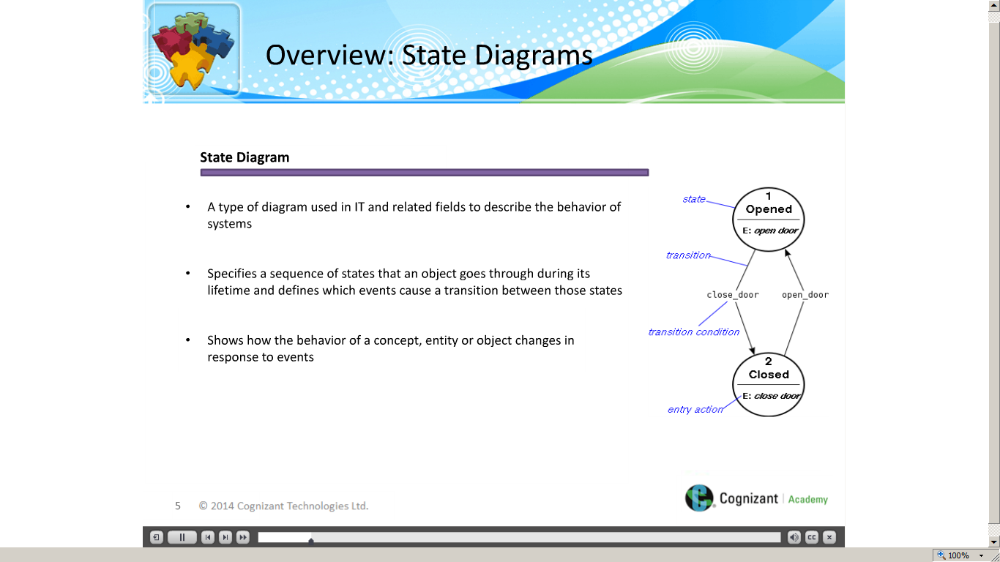 Overview: State Diagrams
State Diagram
• A type of diagram used in IT and related fields to describe the behavior of
systems
• Specifies a sequence of states that an object goes through during its
lifetime and defines which events cause a transition between those states
• Shows how the behavior of a concept, entity or object changes in
response to events
state
1
Opened
E: open door
transition
close_door
open_door
transition condition
2
Closed
E: close door
entry action
5
© 2014 Cognizant Technologies Ltd.
Cognizant | Academy
CC
100%